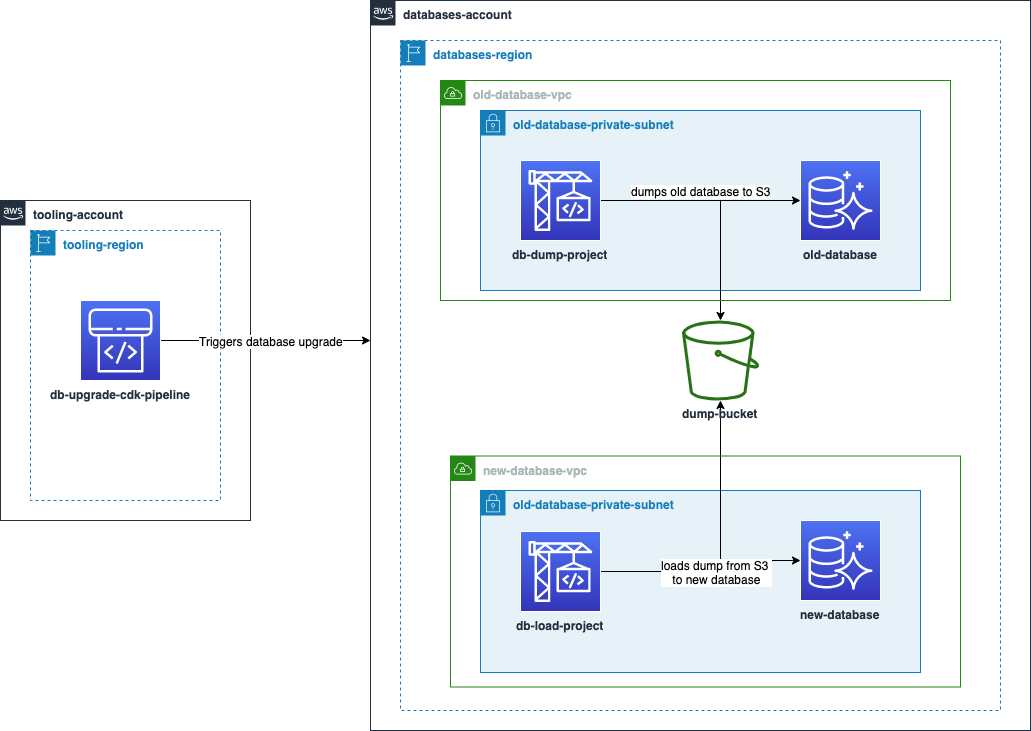 aws
databases-account
databases-region
old-database-vpc
old-database-private-subnet
dumps old database to S3
db-dump-project
old-database
aws
tooling-account
tooling-region
</>
Triggers database upgrade
db-upgrade-cdk-pipeline
dump-bucket
new-database-vpc
old-database-private-subnet
loads dump from S3
to new database
db-load-project
new-database